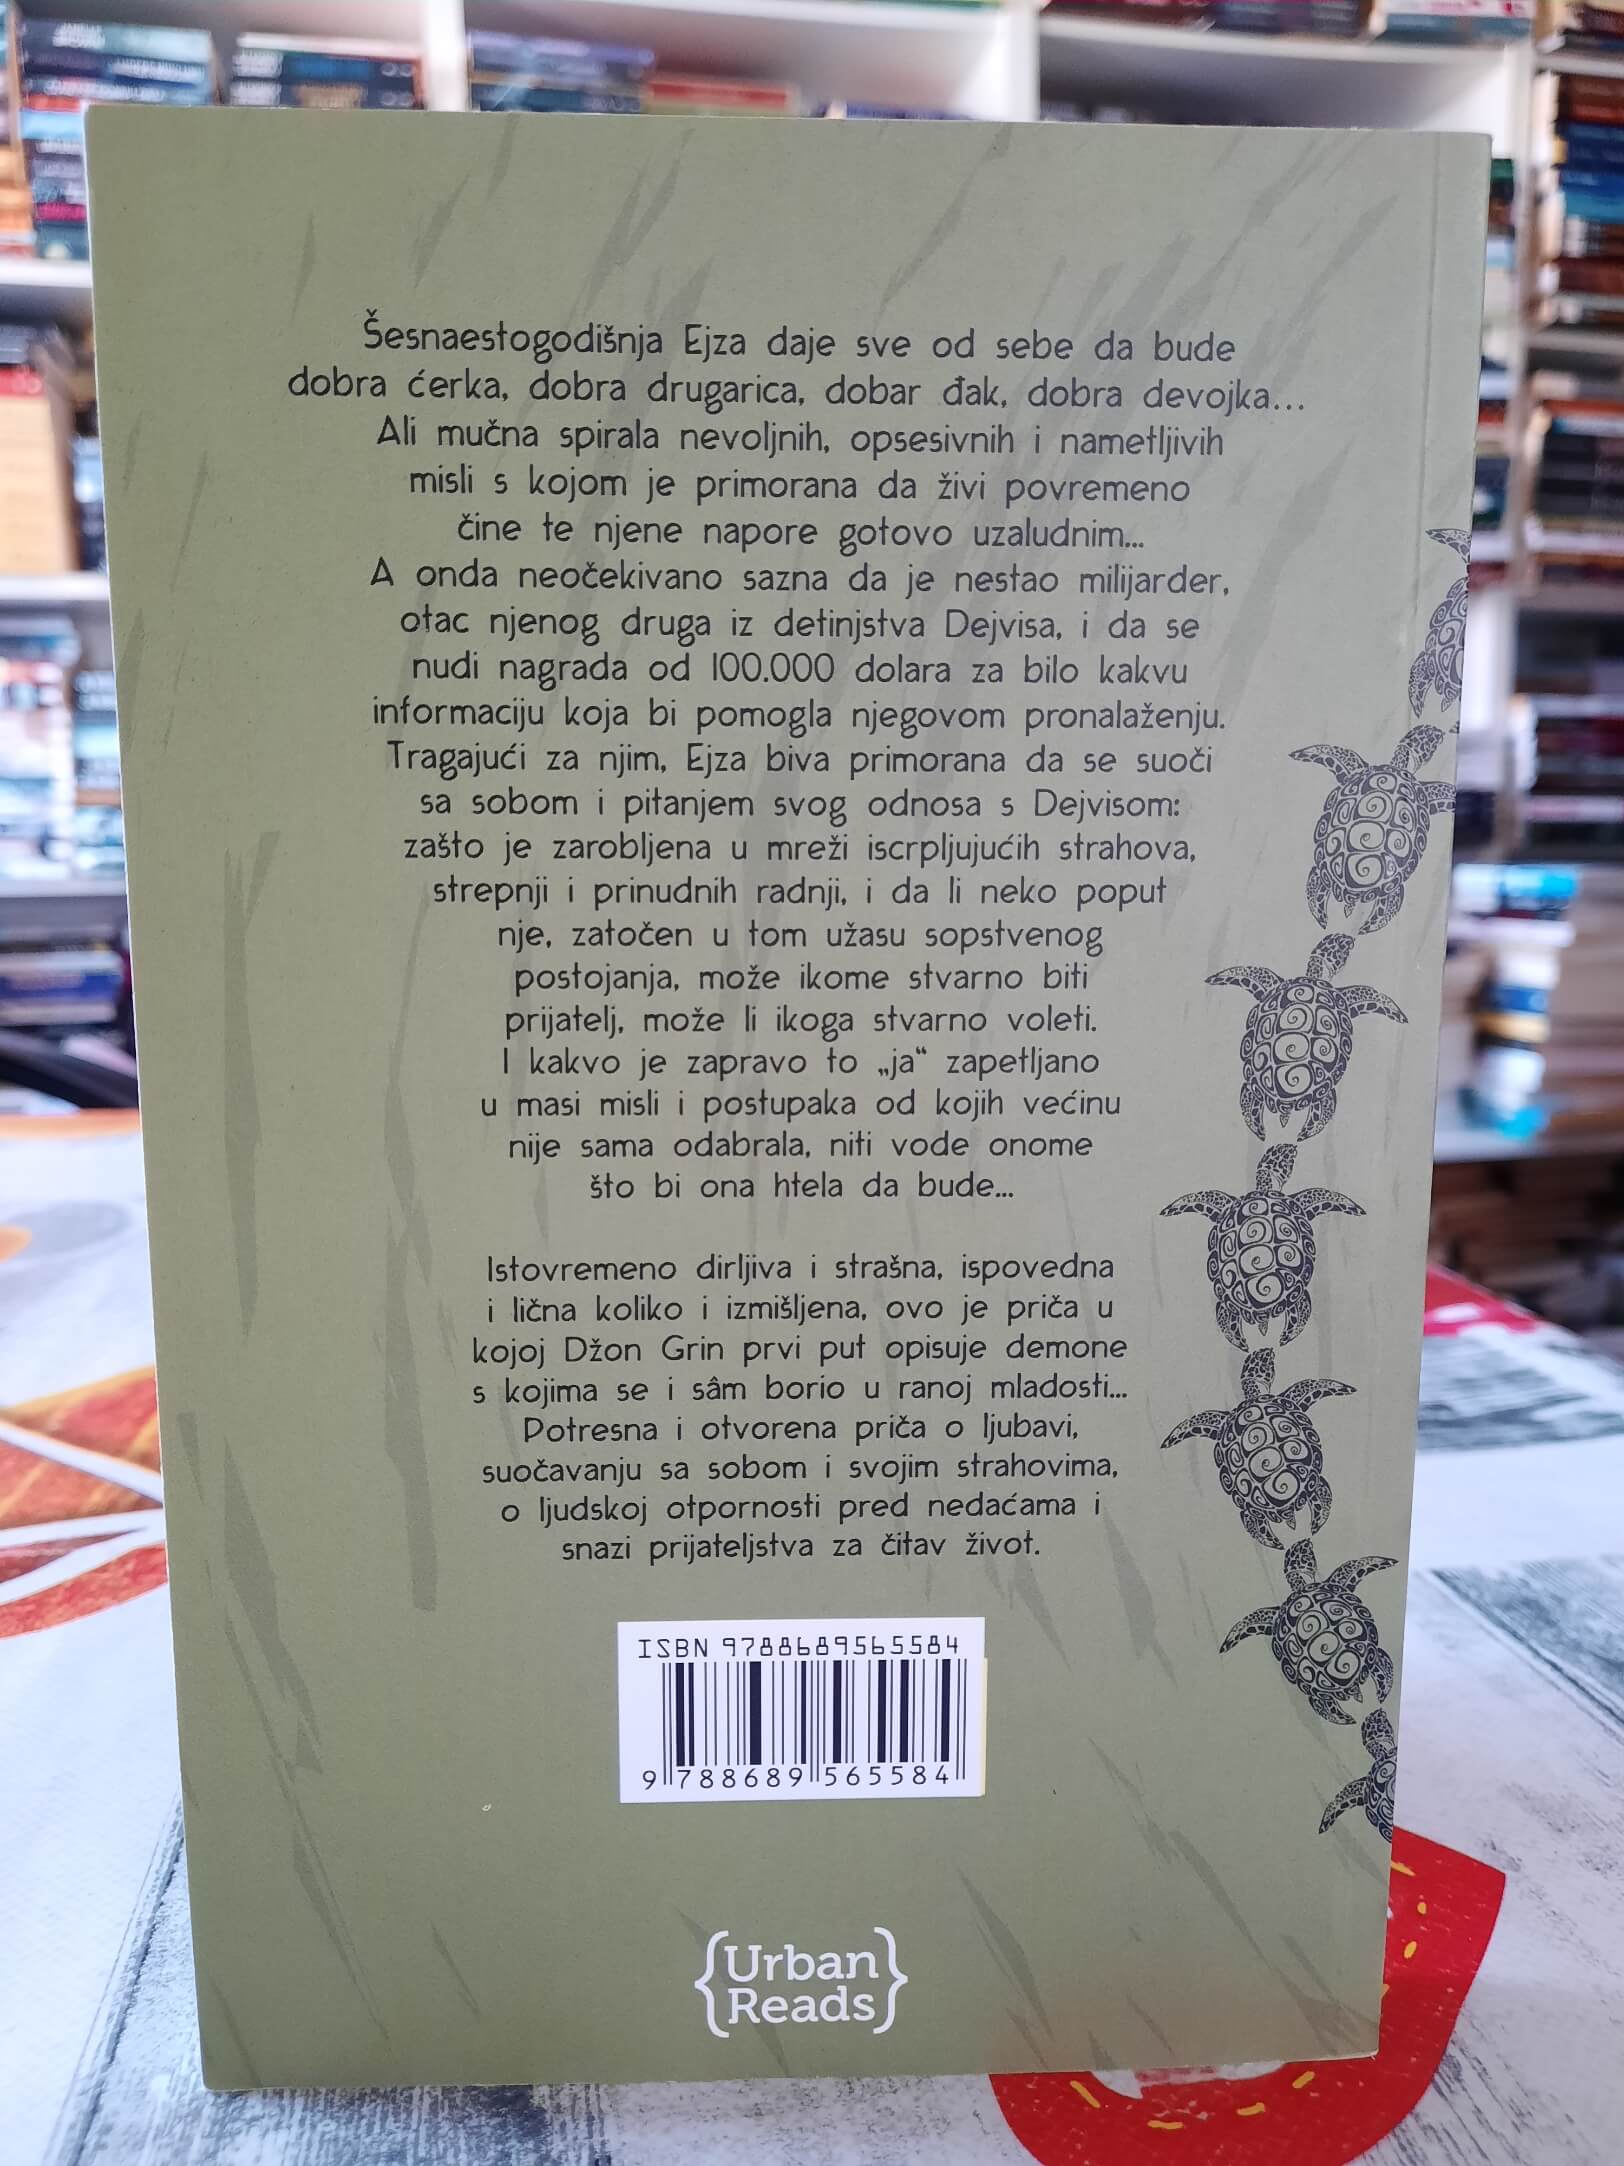 Šesnaestogodišnja Ejza daje sve od sebe da bude
dobra ćerka, dobra drugarica, dobar đak, dobra devojka...
Ali mučna spirala nevoljnih, opsesivnih i nametljivih
misli s kojom je primorana da živi povremeno
čine te njene napore gotovo uzaludnim...
A onda neočekivano sazna da je nestao milijarder,
otac njenog druga iz detinjstva Dejvisa, i da se
nudi nagrada od 100.000 dolara za bilo kakvu
informaciju koja bi pomogla njegovom pronalaženju.
Tragajući za njim, Ejza biva primorana da se suoči
sa sobom i pitanjem svog odnosa s Dejvisom:
zašto je zarobljena u mreži iscrpljujućih strahova,
strepnji i prinudnih radnji, i da li neko poput
nje, zatočen u tom užasu sopstvenog
postojanja, može ikome stvarno biti
prijatelj, može li ikoga stvarno voleti.
I kakvo je zapravo to „ja“ zapetljano
u masi misli i postupaka od kojih većinu
nije sama odabrala, niti vode onome
što bi ona htela da bude...
Istovremeno dirljiva i strašna, ispovedna
i lična koliko i izmišljena, ovo je priča u
kojoj Džon Grin prvi put opisuje demone
s kojima se i sâm borio u ranoj mladosti...
Potresna i otvorena priča o ljubavi,
suočavanju sa sobom i svojim strahovima,
o ljudskoj otpornosti pred nedaćama i
snazi prijateljstva za čitav život.
ISBN 9788689565584
9 788689 565584
{Urban
Reads}